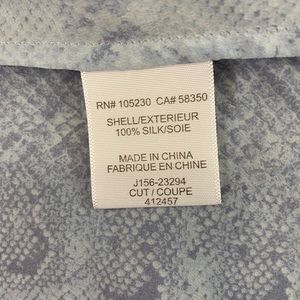 RN# 105230 CA# 58350
SHELL/EXTERIEUR
100% SILK/SOIE
MADE IN CHINA
FABRIQUE EN CHINE
J156-23294
CUT / COUPE
412457